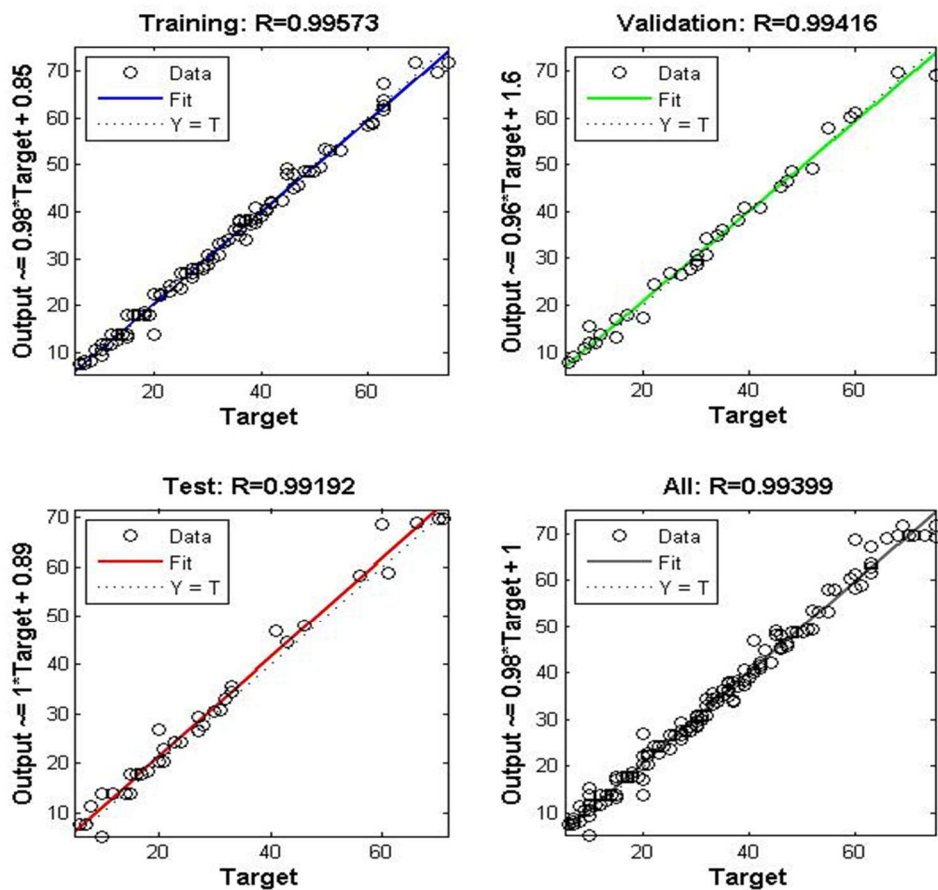 Training: R=0.99573
Output ~= 0.98*Target + 0.85
70
60
50
40
30
20
10
Data
Fit
Y = T
20
40
60
Target
Validation: R=0.99416
Output ~= 0.96*Target + 1.6
70
60
50
40
30
20
10
Data
Fit
Y = T
20
40
60
Target
Test: R=0.99192
Output ~= 1*Target + 0.89
70
60
50
40
30
20
10
Data
Fit
Y = T
20
40
60
Target
All: R=0.99399
Output ~= 0.98*Target + 1
70
60
50
40
30
20
10
Data
Fit
Y = T
20
40
60
Target